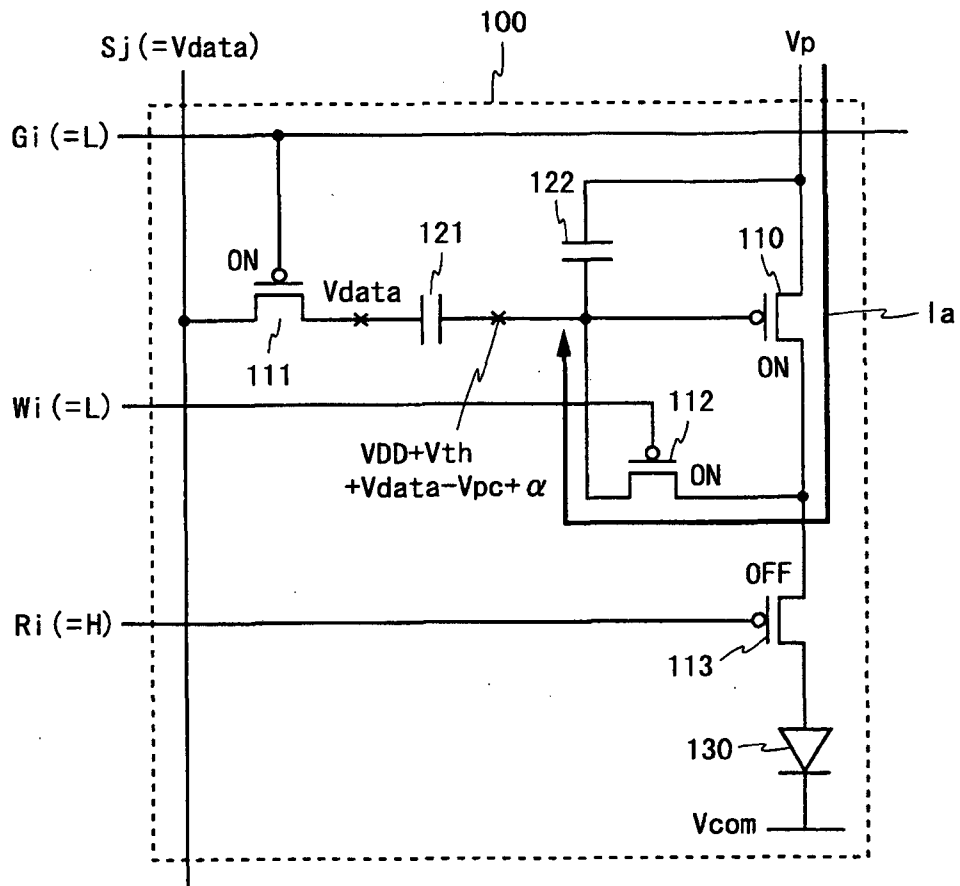 100
Sj(=Vdata)
Vp
Gi(=L)
122
121
110
ON
Vdata
Ia
111
ON
Wi(=L)
112
VDD+Vth
+Vdata-Vpc+α
ON
OFF
Ri(=H)
113
130
Vcom